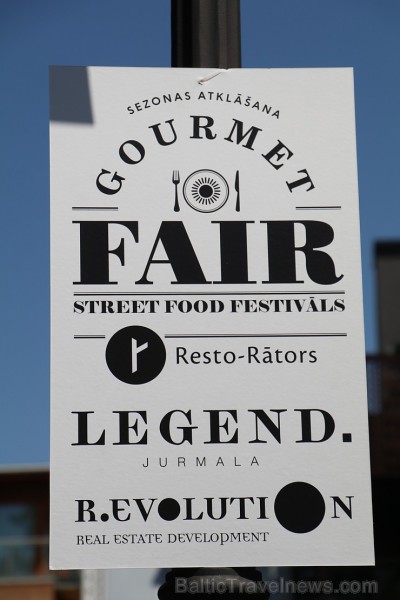 SEZONAS ATKLĀŠANA
GOURMET
FAIR
STREET FOOD FESTIVĀLS
Resto-Rātors
LEGEND.
JURMALA
R.EVOLUTION
REAL ESTATE DEVELOPMENT
BalticTravelnews.com